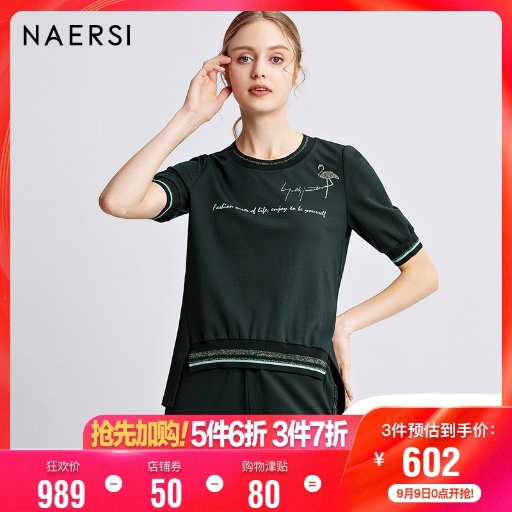 NAERSI
Fashion muse of life, enjoy to be yourself
抢先加购! 5件6折 3件7折
3件预估到手价:
¥ 602
9月9日0点开抢!
狂欢价 店铺券 购物津贴
989 - 50 - 80 =